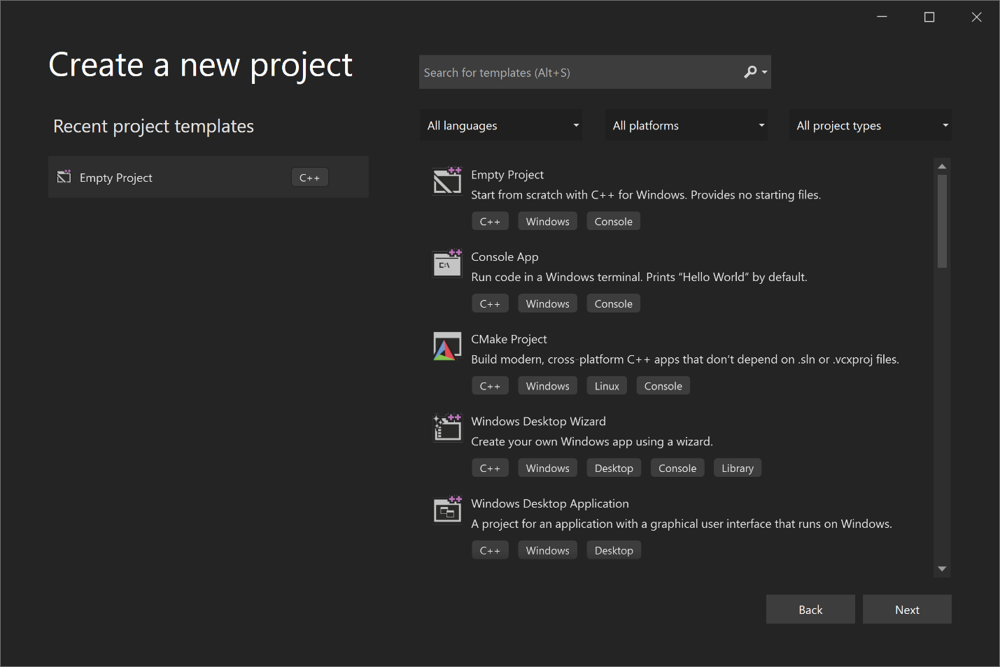 Create a new project
Search for templates (Alt+S)
Recent project templates
All languages
All platforms
All project types
Empty Project
C++
Empty Project
Start from scratch with C++ for Windows. Provides no starting files.
C++ Windows Console
C:\
Console App
Run code in a Windows terminal. Prints “Hello World” by default.
C++ Windows Console
CMake Project
Build modern, cross-platform C++ apps that don’t depend on .sln or .vcxproj files.
C++ Windows Linux Console
Windows Desktop Wizard
Create your own Windows app using a wizard.
C++ Windows Desktop Console Library
Windows Desktop Application
A project for an application with a graphical user interface that runs on Windows.
C++ Windows Desktop
Back
Next